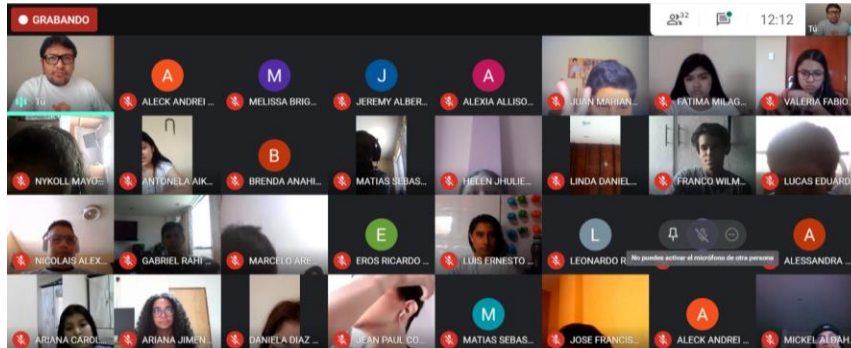 GRABANDO
32
12:12
Tú
Tú
A
ALECK ANDREI ...
M
MELISSA BRIG...
J
JEREMY ALBER...
A
ALEXIA ALLISO...
JUAN MARIAN...
FATIMA MILAG...
VALERIA FABIO
NYKOLL MAYO...
ANTONELA AIK...
B
BRENDA ANAHI...
MATIAS SEBAS...
HELEN JHULIE...
LINDA DANIEL...
FRANCO WILM...
LUCAS EDUARD
NICOLAIS ALEX...
GABRIEL RAHI ...
MARCELO ARE...
E
EROS RICARDO ...
LUIS ERNESTO ...
L
LEONARDO R
No puedes activar el micrófono de otra persona
A
ALESSANDRA ...
ARIANA CAROL...
ARIANA JIMEN...
DANIELA DIAZ ...
JEAN PAUL CO...
M
MATIAS SEBAS...
JOSE FRANCIS...
A
ALECK ANDREI ...
MICKEL ALDAH